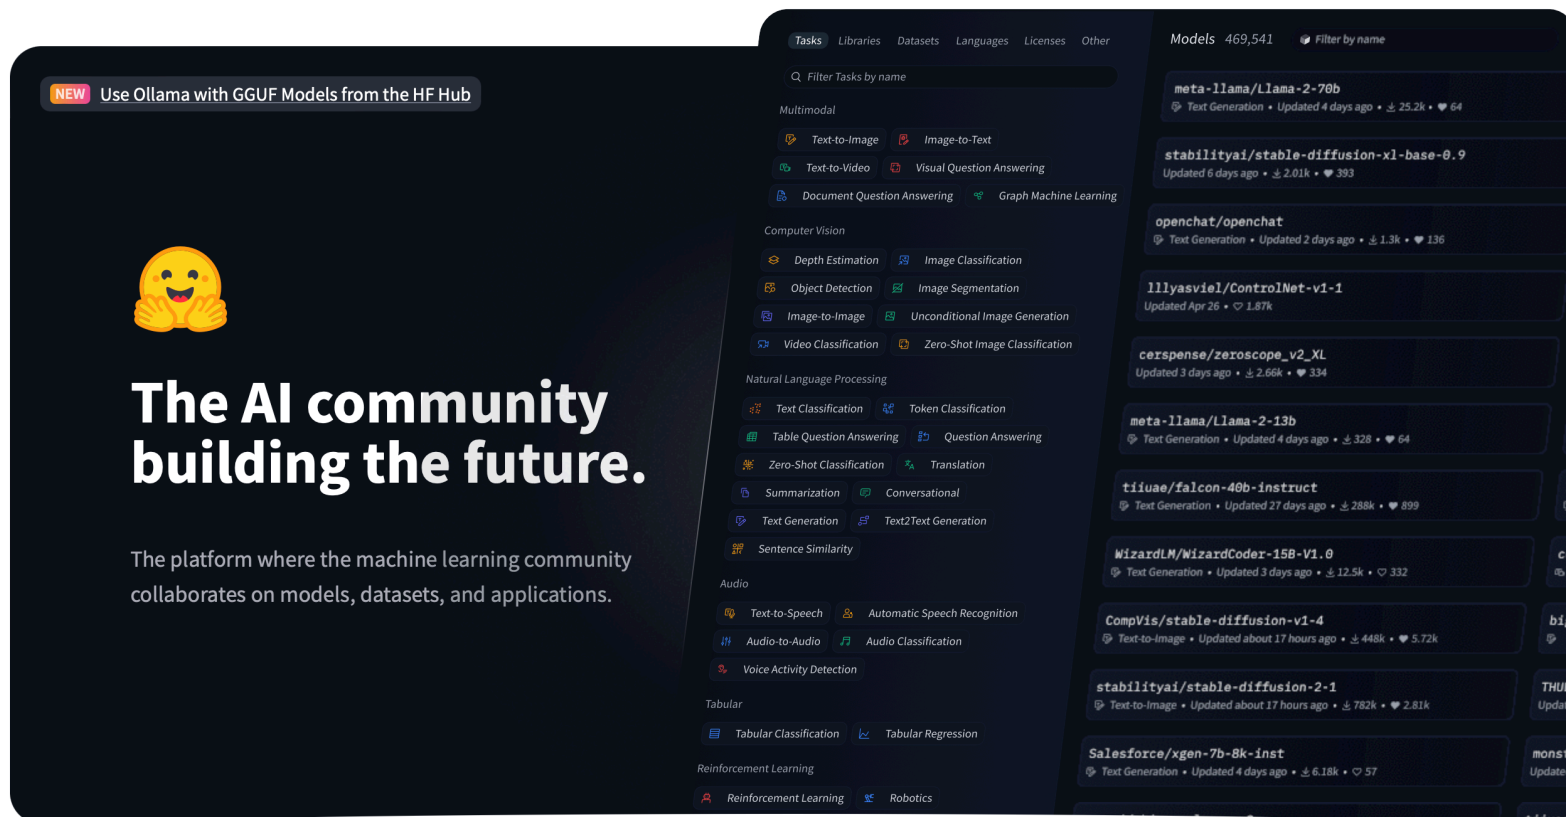 NEW Use Ollama with GGUF Models from the HF Hub
The AI community
building the future.
The platform where the machine learning community
collaborates on models, datasets, and applications.
Tasks Libraries Datasets Languages Licenses Other
Filter Tasks by name
Multimodal
Text-to-Image Image-to-Text
Text-to-Video Visual Question Answering
Document Question Answering Graph Machine Learning
Computer Vision
Depth Estimation Image Classification
Object Detection Image Segmentation
Image-to-Image Unconditional Image Generation
Video Classification Zero-Shot Image Classification
Natural Language Processing
Text Classification Token Classification
Table Question Answering Question Answering
Zero-Shot Classification Translation
Summarization Conversational
Text Generation Text2Text Generation
Sentence Similarity
Audio
Text-to-Speech Automatic Speech Recognition
Audio-to-Audio Audio Classification
Voice Activity Detection
Tabular
Tabular Classification Tabular Regression
Reinforcement Learning
Reinforcement Learning Robotics
Models 469,541 Filter by name
meta-llama/Llama-2-70b
Text Generation • Updated 4 days ago • 25.2k • 64
stabilityai/stable-diffusion-xl-base-0.9
Updated 6 days ago • 2.01k • 393
openchat/openchat
Text Generation • Updated 2 days ago • 1.3k • 136
lllyasviel/ControlNet-v1-1
Updated Apr 26 • 1.87k
cerspense/zeroscope_v2_XL
Updated 3 days ago • 2.66k • 334
meta-llama/Llama-2-13b
Text Generation • Updated 4 days ago • 328 • 64
tiiuae/falcon-40b-instruct
Text Generation • Updated 27 days ago • 288k • 899
WizardLM/WizardCoder-15B-V1.0
Text Generation • Updated 3 days ago • 12.5k • 332
CompVis/stable-diffusion-v1-4
Text-to-Image • Updated about 17 hours ago • 448k • 5.72k
stabilityai/stable-diffusion-2-1
Text-to-Image • Updated about 17 hours ago • 782k • 2.81k
Salesforce/xgen-7b-8k-inst
Text Generation • Updated 4 days ago • 6.18k • 57